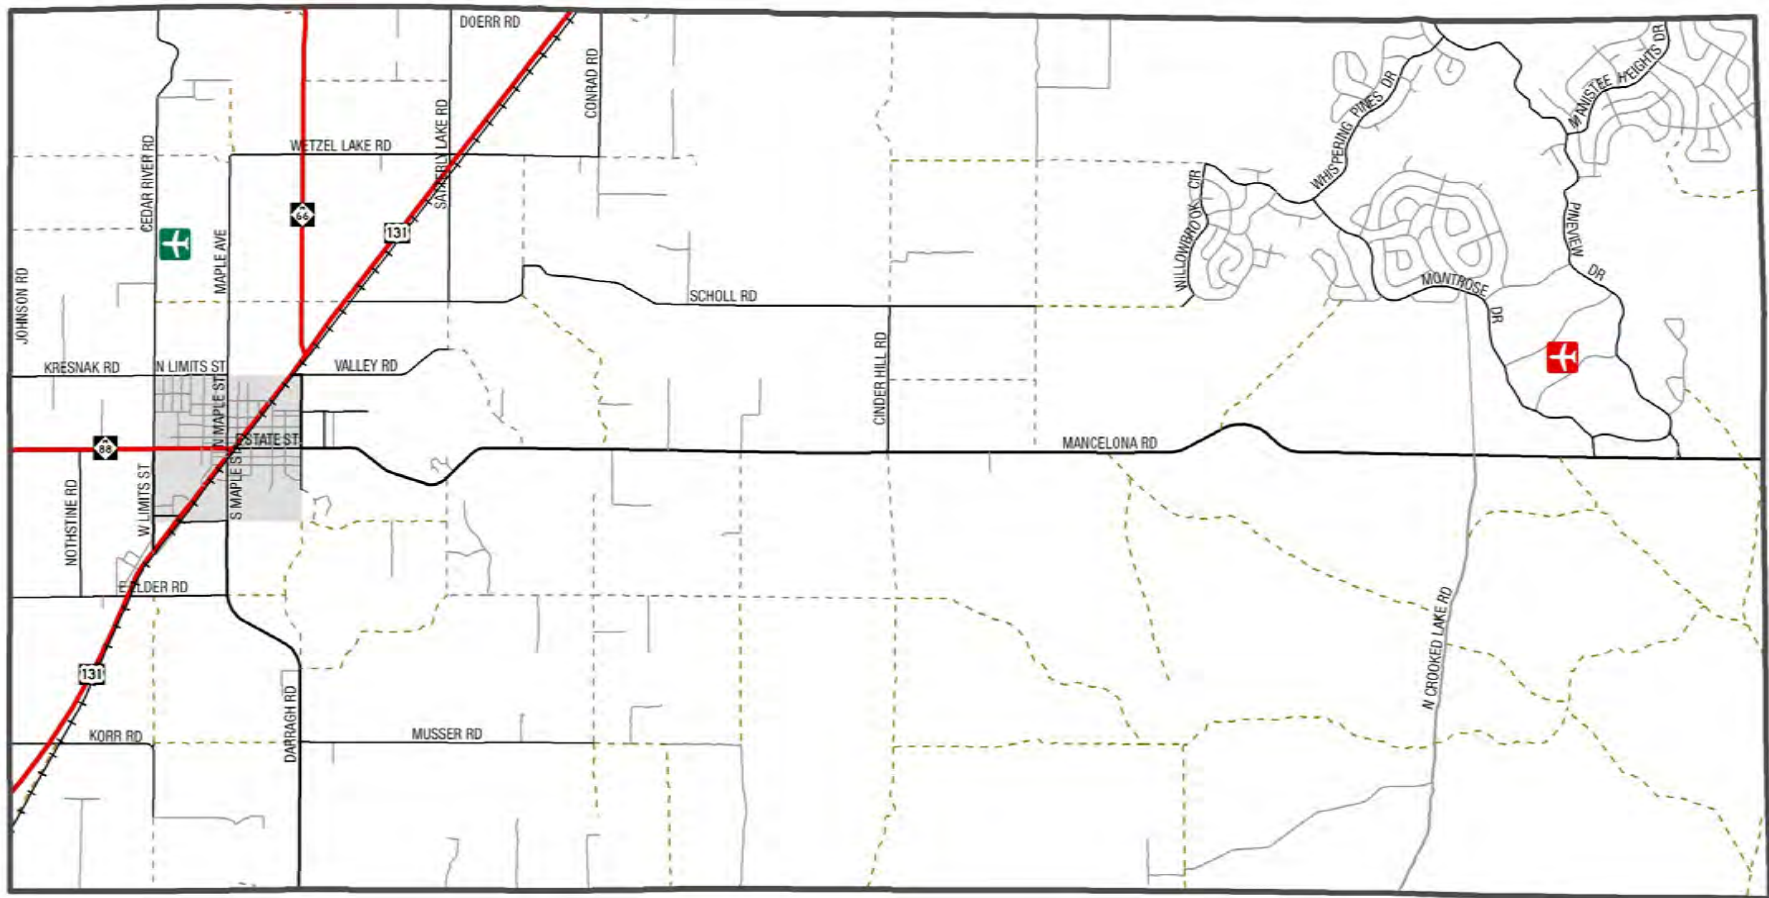 DOERR RD
CONRAD RD
MANISTEE HEIGHTS DR
WHISPERING PINES DR
SATTERLY LAKE RD
WETZEL LAKE RD
CEDAR RIVER RD
M
66
131
MAPLE AVE
WILLOWBROOK CIR
PINEVIEW DR
JOHNSON RD
SCHOLL RD
MONTROSE DR
KRESNAK RD
N LIMITS ST
VALLEY RD
CINDER HILL RD
N MAPLE ST
E STATE ST
M
88
MANCELONA RD
S MAPLE ST
W LIMITS ST
NOTHSTINE RD
E ELDER RD
N CROOKED LAKE RD
131
DARRAGH RD
KORR RD
MUSSER RD